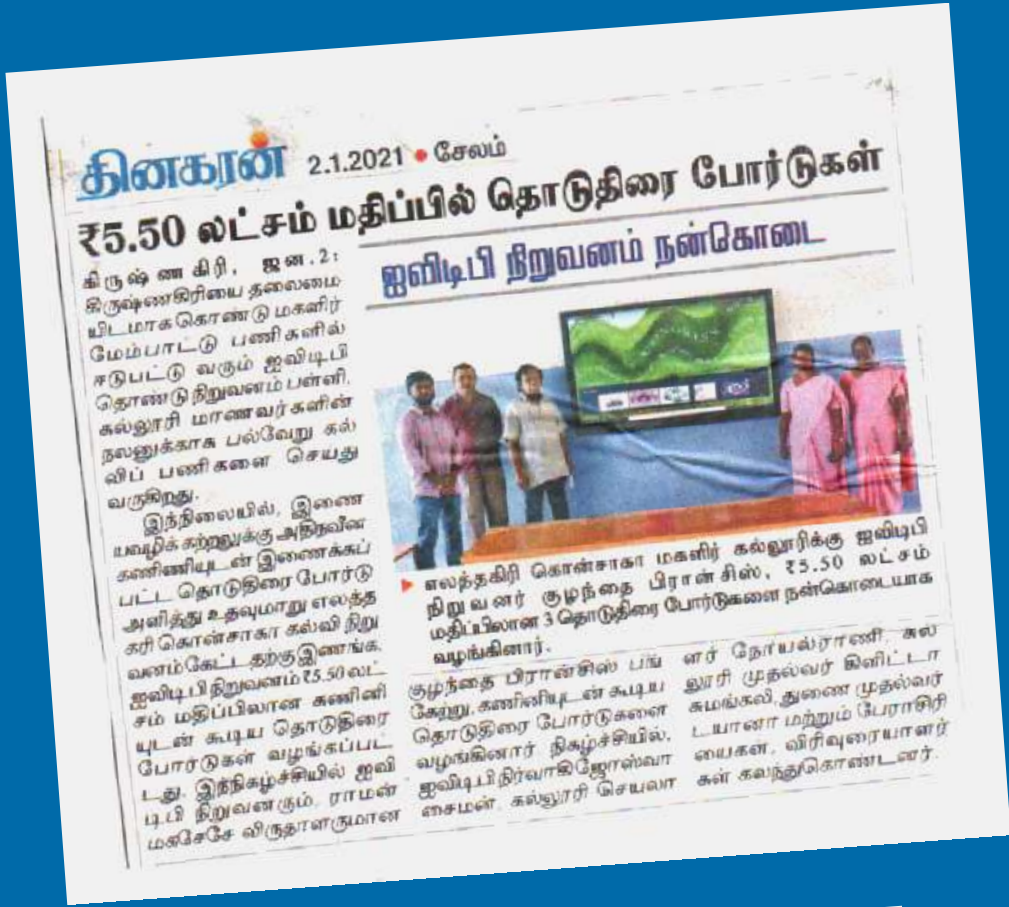 தினகரன் 2.1.2021 • சேலம்
₹5.50 லட்சம் மதிப்பில் தொடுதிரை போர்டுகள்
ஐவிடிபி நிறுவனம் நன்கொடை
கிருஷ்ணகிரி, ஜன.2:
கிருஷ்ணகிரியை தலைமை
யிடமாக கொண்டு மகளிர்
மேம்பாட்டு பணிகளில்
ஈடுபட்டு வரும் ஐவிடிபி
தொண்டு நிறுவனம் பள்ளி,
கல்லூரி மாணவர்களின்
நலனுக்காக பல்வேறு கல்
விப் பணிகளை செய்து
வருகிறது.
இந்நிலையில், இணை
யவழிக் கற்றலுக்கு அதிநவீன
கணிணியுடன் இணைக்கப்
பட்ட தொடுதிரை போர்டு
அளித்து உதவுமாறு எலத்த
கரி கொன்சாகா கல்வி நிறு
வனம் கேட்டதற்கு இணங்க,
ஐவிடிபி நிறுவனம் ₹5.50 லட்
சம் மதிப்பிலான கணினி
யுடன் கூடிய தொடுதிரை
போர்டுகள் வழங்கப்பட்
டது. இந்நிகழ்ச்சியில் ஐவி
டி.பி நிறுவனரும், ராமன்
மகசேசே விருதாளருமான
▶ எலத்தகிரி கொன்சாகா மகளிர் கல்லூரிக்கு ஐவிடிபி
நிறுவனர் குழந்தை பிரான்சிஸ், ₹5.50 லட்சம்
மதிப்பிலான 3 தொடுதிரை போர்டுகளை நன்கொடையாக
வழங்கினார்.
குழந்தை பிரான்சிஸ் பங்
கேற்று, கணினியுடன் கூடிய
தொடுதிரை போர்டுகளை
வழங்கினார் நிகழ்ச்சியில்,
ஐவிடிபி நிர்வாகி ஜோஸ்வா
சைமன், கல்லூரி செயலா
ளர் நோயல்ராணி, கல்
லூரி முதல்வர் கிளிட்டா
சுமங்கலி, துணை முதல்வர்
டயானா மற்றும் பேராசிரி
யைகள், விரிவுரையாளர்
கள் கலந்துகொண்டனர்.